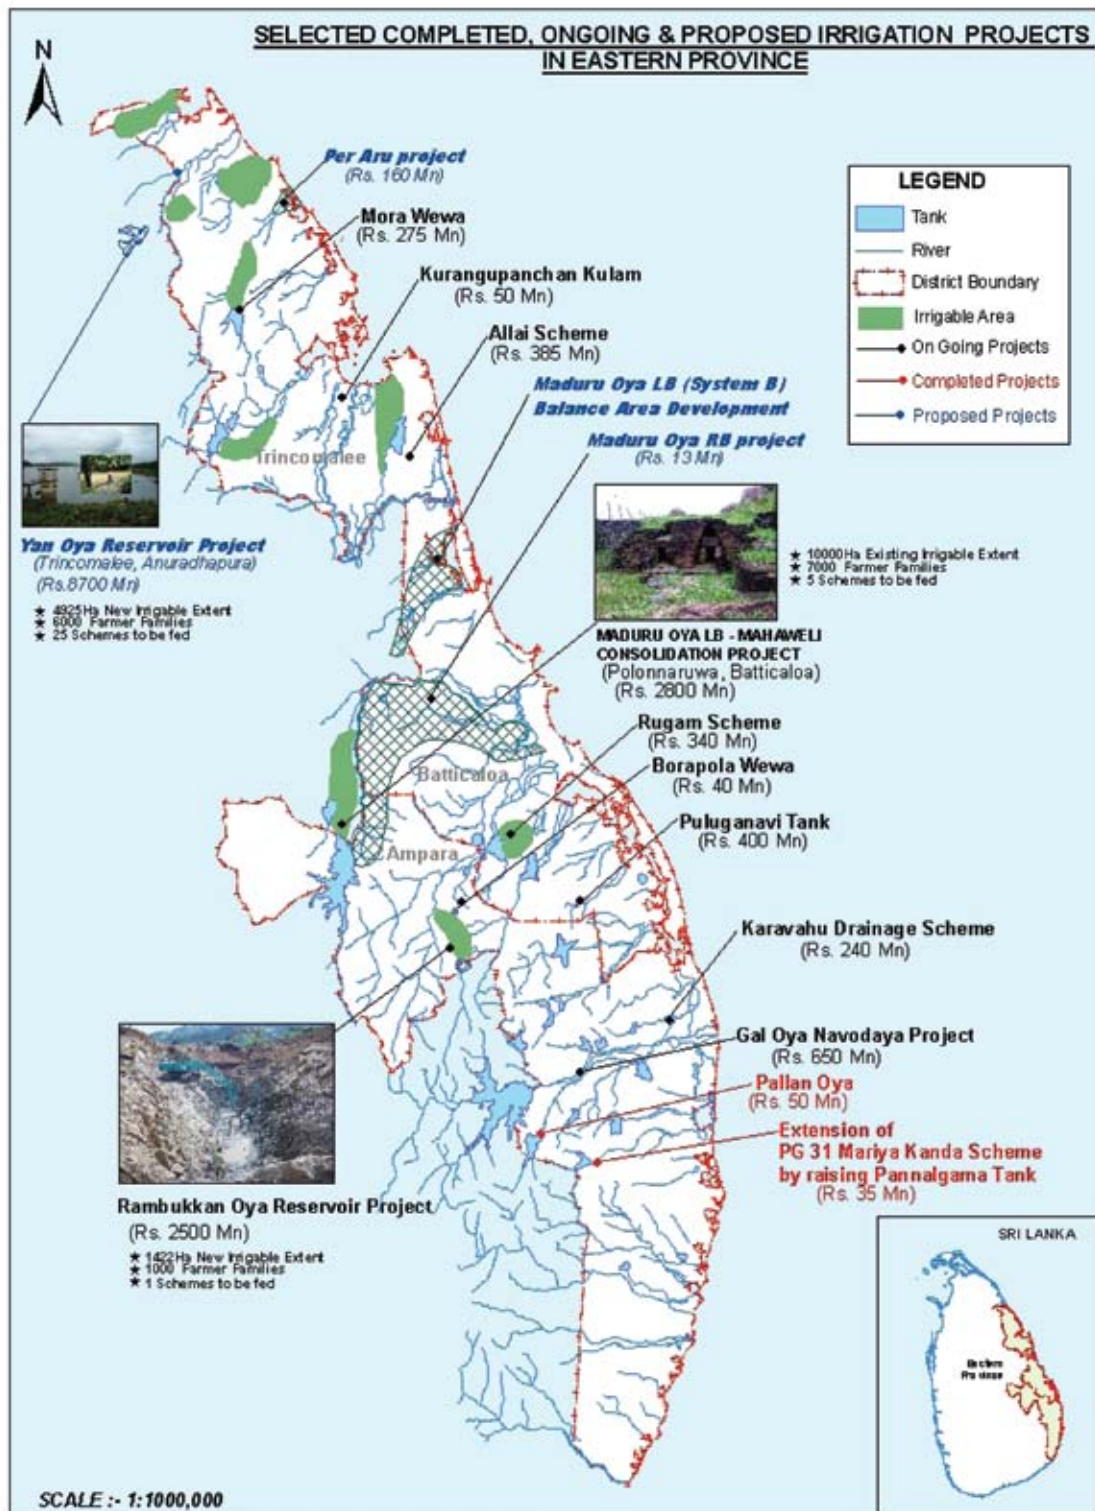 SELECTED COMPLETED, ONGOING & PROPOSED IRRIGATION PROJECTS
IN EASTERN PROVINCE
N
Per Aru project
(Rs. 160 Mn)
Mora Wewa
(Rs. 275 Mn)
Kurangupanchan Kulam
(Rs. 50 Mn)
Allai Scheme
(Rs. 385 Mn)
Maduru Oya LB (System B)
Balance Area Development
Maduru Oya RB project
(Rs. 13 Mn)
LEGEND
Tank
River
District Boundary
Irrigable Area
On Going Projects
Completed Projects
Proposed Projects
Trincomalee
Yan Oya Reservoir Project
(Trincomalee, Anuradhapura)
(Rs.8700 Mn)
★ 4925Ha New Irrigable Extent
★ 6000 Farmer Families
★ 25 Schemes to be fed
★ 10000Ha Existing Irrigable Extent
★ 7000 Farmer Families
★ 5 Schemes to be fed
MADURU OYA LB - MAHAWELI
CONSOLIDATION PROJECT
(Polonnaruwa, Batticaloa)
(Rs. 2800 Mn)
Rugam Scheme
(Rs. 340 Mn)
Borapola Wewa
(Rs. 40 Mn)
Batticaloa
Puluganavi Tank
(Rs. 400 Mn)
Ampara
Karavahu Drainage Scheme
(Rs. 240 Mn)
Gal Oya Navodaya Project
(Rs. 650 Mn)
Pallan Oya
(Rs. 50 Mn)
Extension of
PG 31 Mariya Kanda Scheme
by raising Pannalgama Tank
(Rs. 35 Mn)
Rambukkan Oya Reservoir Project
(Rs. 2500 Mn)
★ 1422Ha New Irrigable Extent
★ 1000 Farmer Families
★ 1 Schemes to be fed
SRI LANKA
Eastern
Province
SCALE :- 1:1000,000